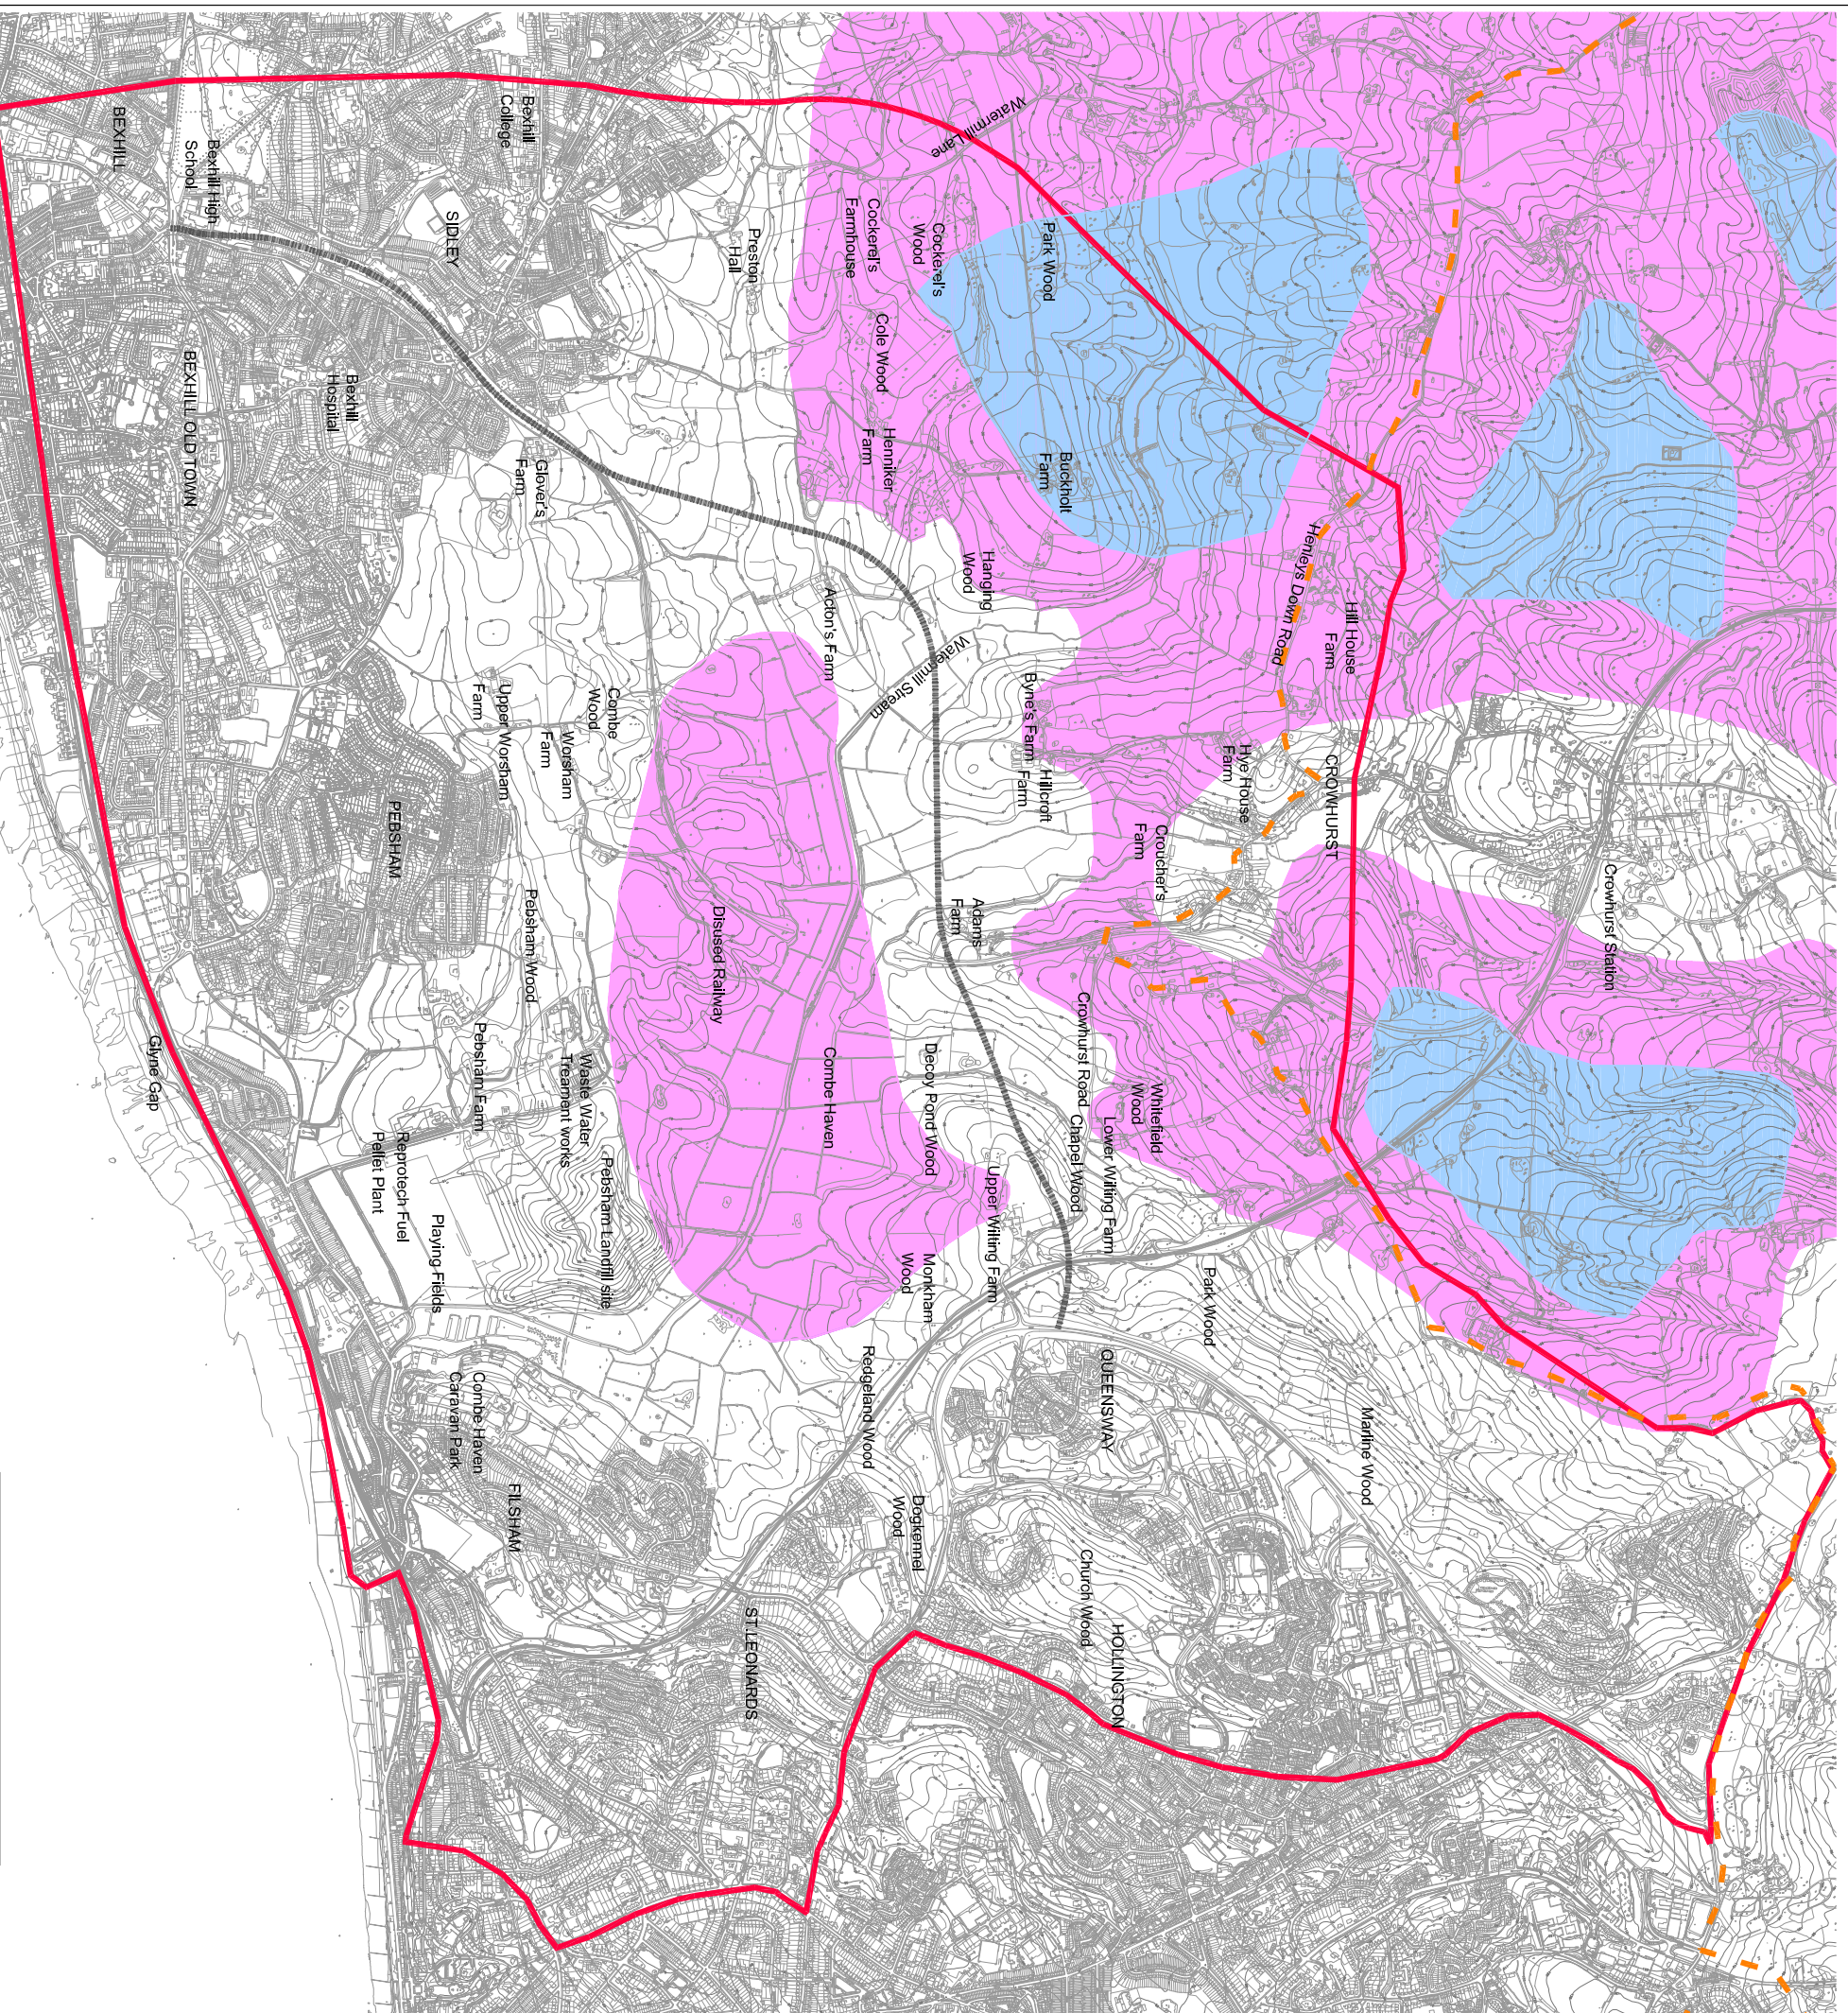 BEXHILL
Bexhill High
School
Bexhill
College
SIDLEY
Watermill Lane
Preston
Hall
Cockerel's
Farmhouse
Cockerel's
Wood
Park Wood
Cole Wood
Henniker
Farm
Buckholt
Farm
BEXHILL OLD TOWN
Bexhill
Hospital
Glover's
Farm
Hanging
Wood
Henleys Down Road
Hill House
Farm
Acton's Farm
Watermill Stream
Byne's Farm
Hillcroft
Farm
Hye House
Farm
CROWHURST
Croucher's
Farm
Crowhurst Station
Combe
Wood
Upper Worsham
Farm
Worsham
Farm
PEBSHAM
Pebsham Wood
Disused Railway
Adams
Farm
Glyne Gap
Pebsham Farm
Waste Water
Treament works
Combe Haven
Decoy Pond Wood
Crowhurst Road
Chapel Wood
Whitefield
Wood
Lower Wilting Farm
Upper Wilting Farm
Reprotech Fuel
Pellet Plant
Playing Fields
Pebsham Landfill site
Monkham
Wood
Park Wood
QUEENSWAY
Marline Wood
Redgeland Wood
Combe Haven
Caravan Park
FILSHAM
Dogkennel
Wood
Church Wood
HOLLINGTON
ST.LEONARDS